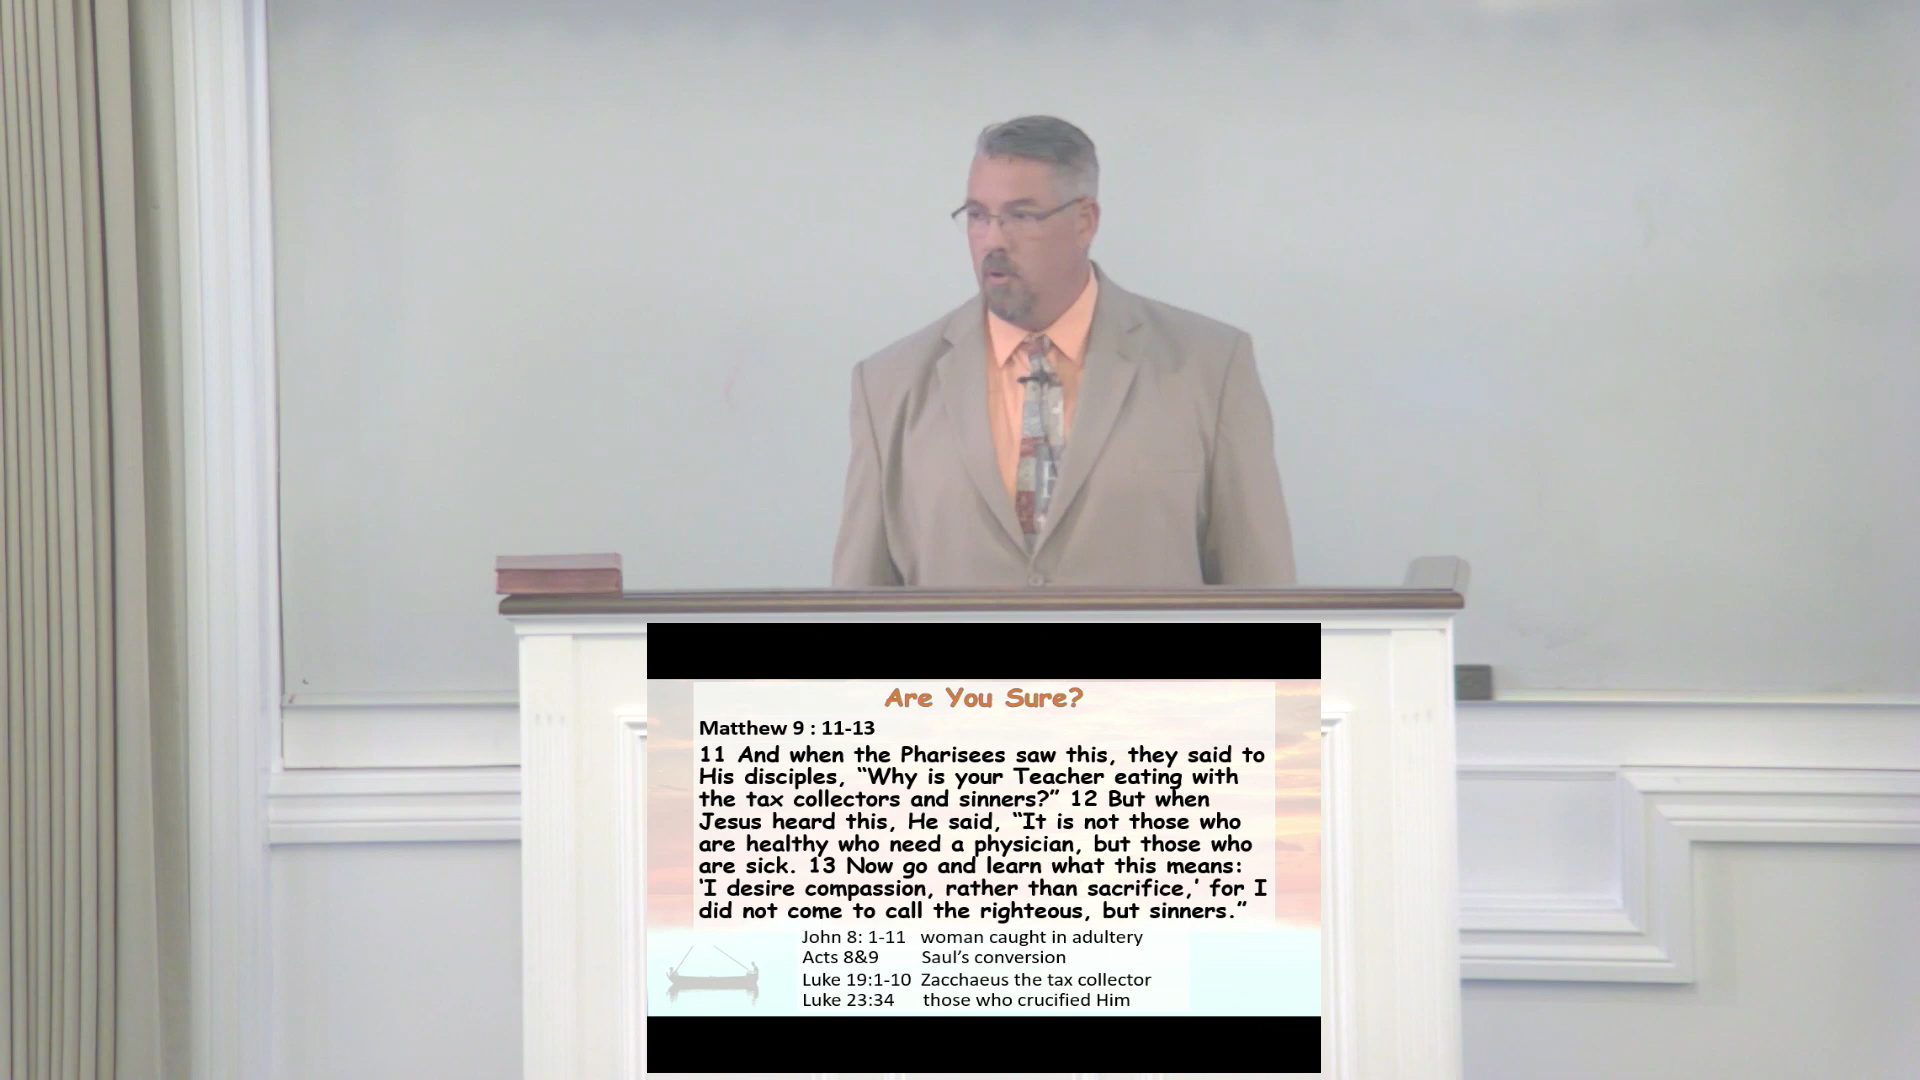 Are You Sure?
Matthew 9 : 11-13
11 And when the Pharisees saw this, they said to
His disciples, “Why is your Teacher eating with
the tax collectors and sinners?” 12 But when
Jesus heard this, He said, “It is not those who
are healthy who need a physician, but those who
are sick. 13 Now go and learn what this means:
‘I desire compassion, rather than sacrifice,’ for I
did not come to call the righteous, but sinners.”
John 8: 1-11 woman caught in adultery
Acts 8&9 Saul’s conversion
Luke 19:1-10 Zacchaeus the tax collector
Luke 23:34 those who crucified Him